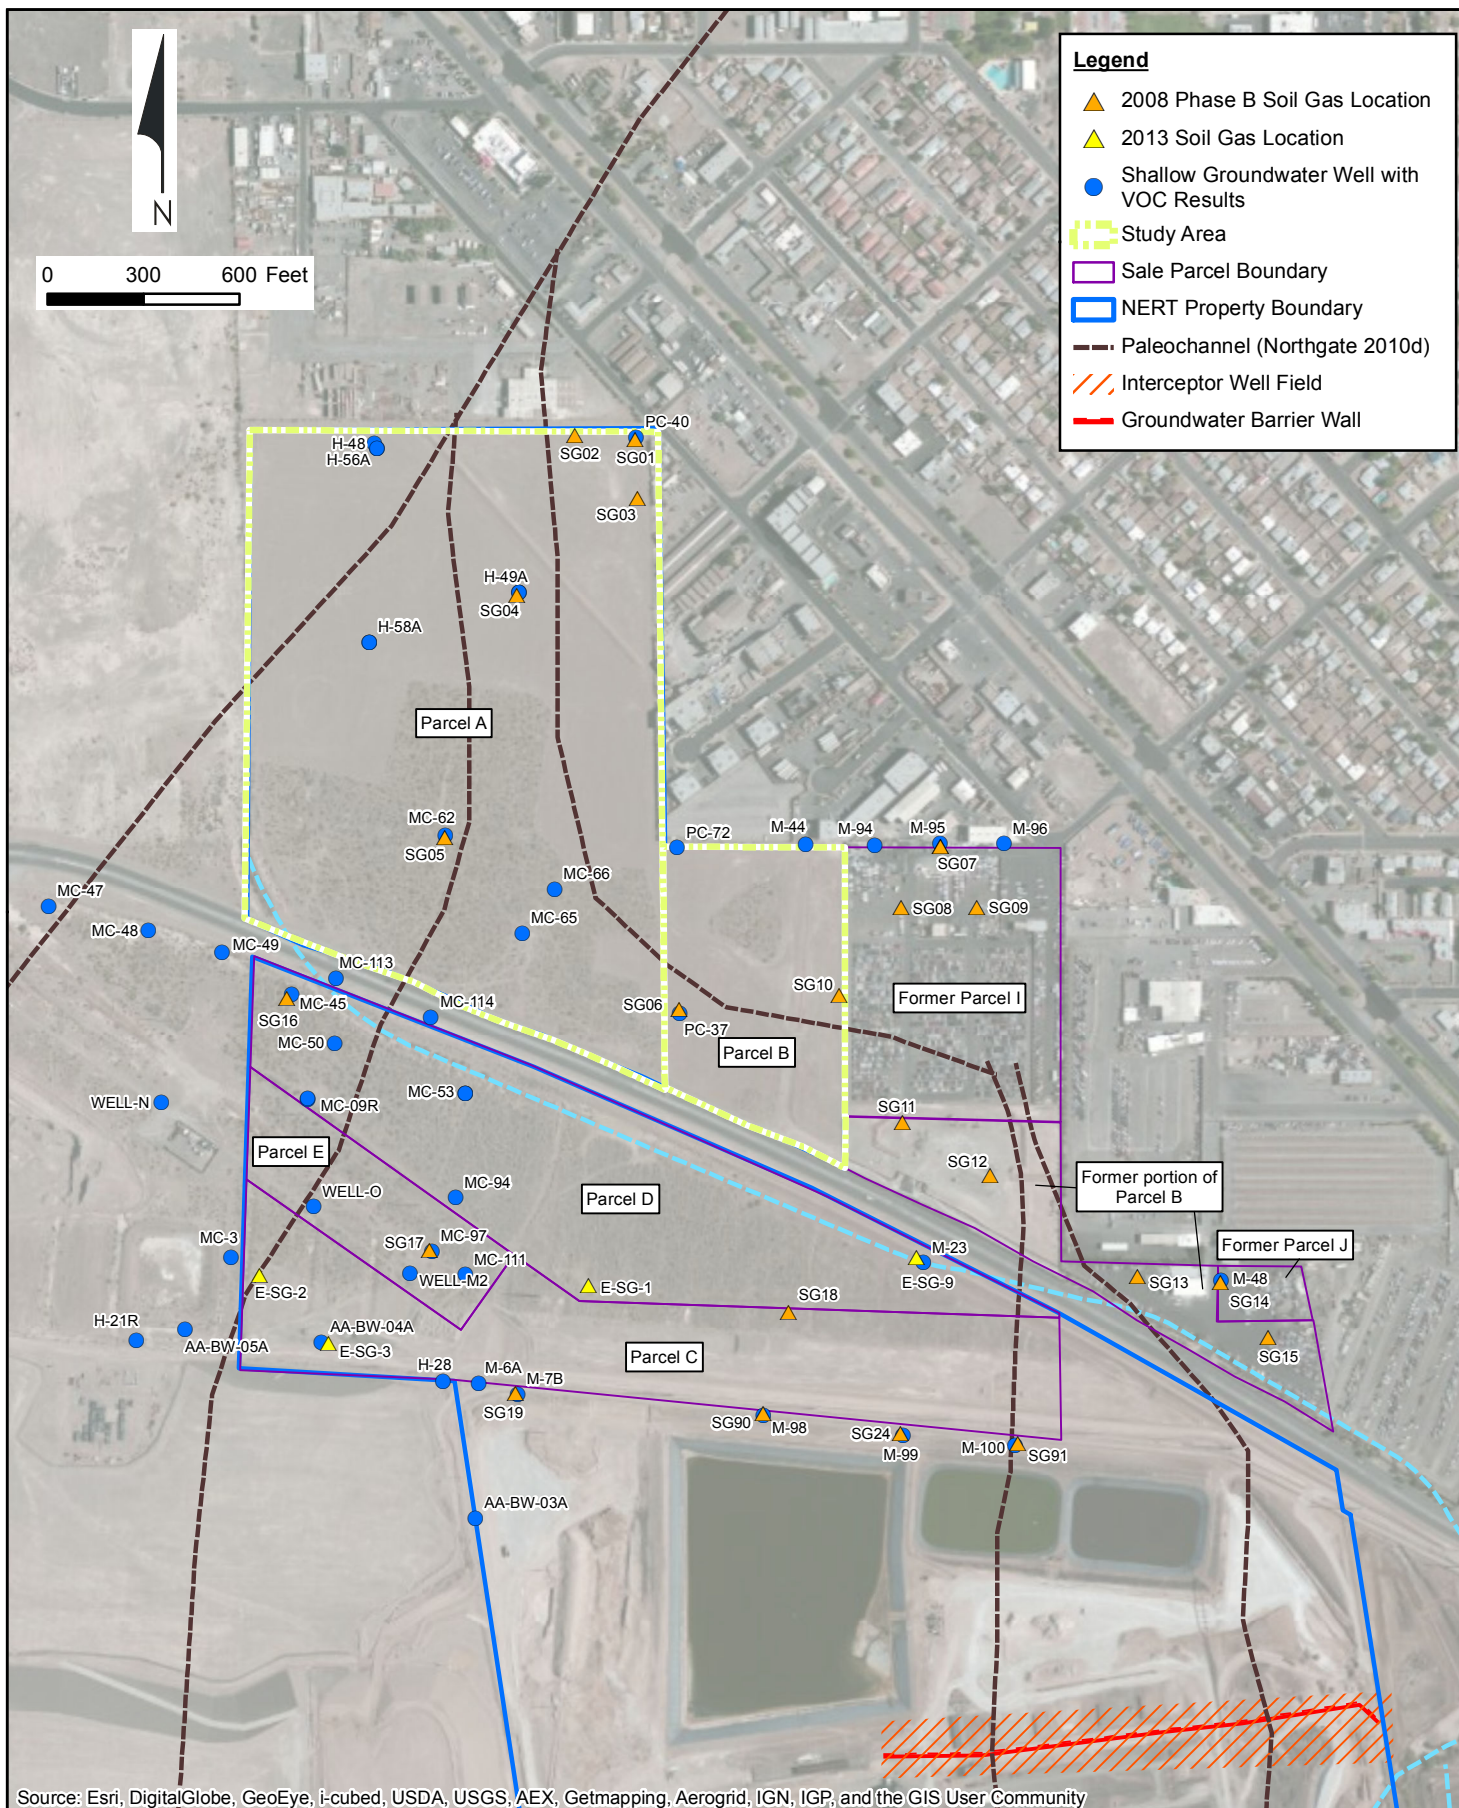 Legend
2008 Phase B Soil Gas Location
2013 Soil Gas Location
Shallow Groundwater Well with
VOC Results
Study Area
Sale Parcel Boundary
NERT Property Boundary
Paleochannel (Northgate 2010d)
Interceptor Well Field
Groundwater Barrier Wall
N
0 300 600 Feet
PC-40
H-48
H-56A
SG02
SG01
SG03
H-49A
SG04
H-58A
Parcel A
MC-62
SG05
PC-72
M-44
M-94
M-95
M-96
SG07
MC-66
MC-47
SG08
SG09
MC-48
MC-65
MC-49
MC-113
SG10
Former Parcel I
MC-45
SG16
MC-114
SG06
PC-37
MC-50
Parcel B
MC-53
WELL-N
MC-09R
SG11
Parcel E
SG12
Former portion of
Parcel B
MC-94
Parcel D
WELL-O
MC-3
SG17
MC-97
M-23
Former Parcel J
MC-111
WELL-M2
E-SG-2
E-SG-1
E-SG-9
SG13
M-48
SG14
SG18
H-21R
AA-BW-05A
AA-BW-04A
E-SG-3
Parcel C
SG15
H-28
M-6A
M-7B
SG19
SG90
M-98
SG24
M-99
M-100
SG91
AA-BW-03A
Source: Esri, DigitalGlobe, GeoEye, i-cubed, USDA, USGS, AEX, Getmapping, Aerogrid, IGN, IGP, and the GIS User Community